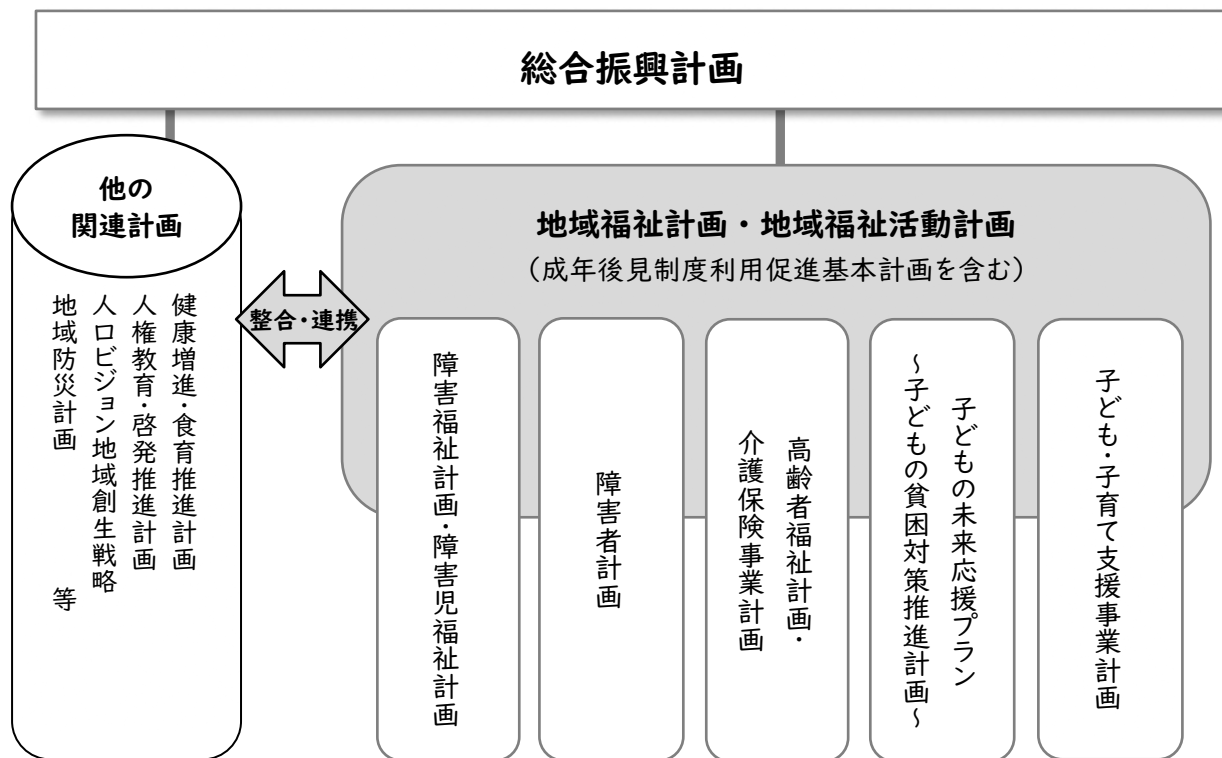 総合振興計画
他の
関連計画
健康増進・食育推進計画
人権教育・啓発推進計画
人口ビジョン地域創生戦略
地域防災計画　　　　等
整合・連携
地域福祉計画・地域福祉活動計画
（成年後見制度利用促進基本計画を含む）
子ども・子育て支援事業計画
子どもの未来応援プラン
～子どもの貧困対策推進計画～
高齢者福祉計画・
介護保険事業計画
障害者計画
障害福祉計画・障害児福祉計画